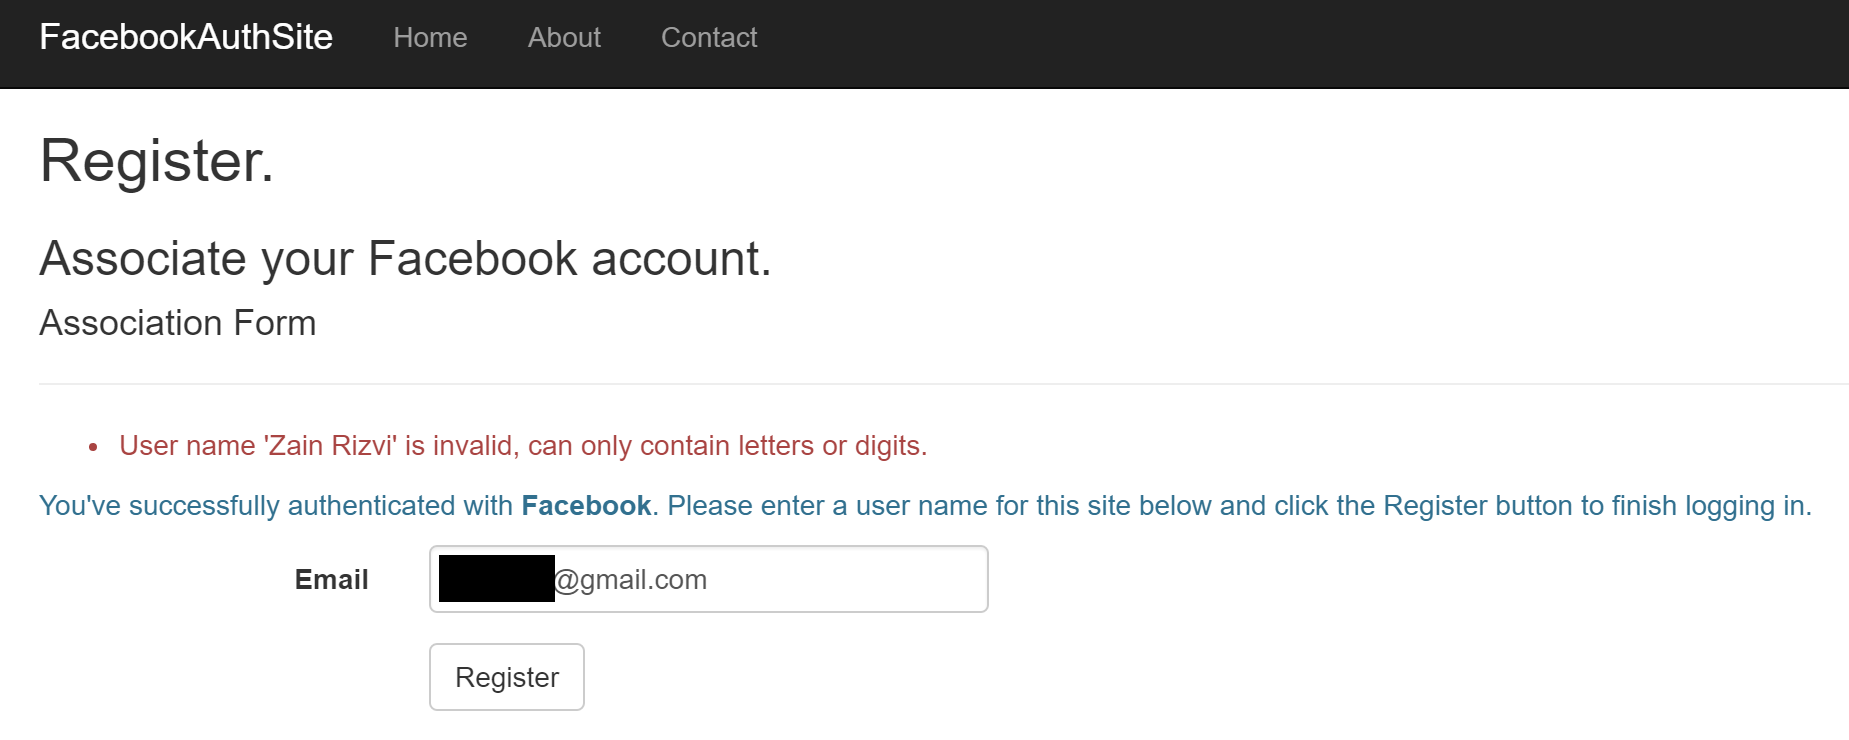 FacebookAuthSite Home About Contact
Register.
Associate your Facebook account.
Association Form
• User name 'Zain Rizvi' is invalid, can only contain letters or digits.
You've successfully authenticated with Facebook. Please enter a user name for this site below and click the Register button to finish logging in.
Email @gmail.com
Register